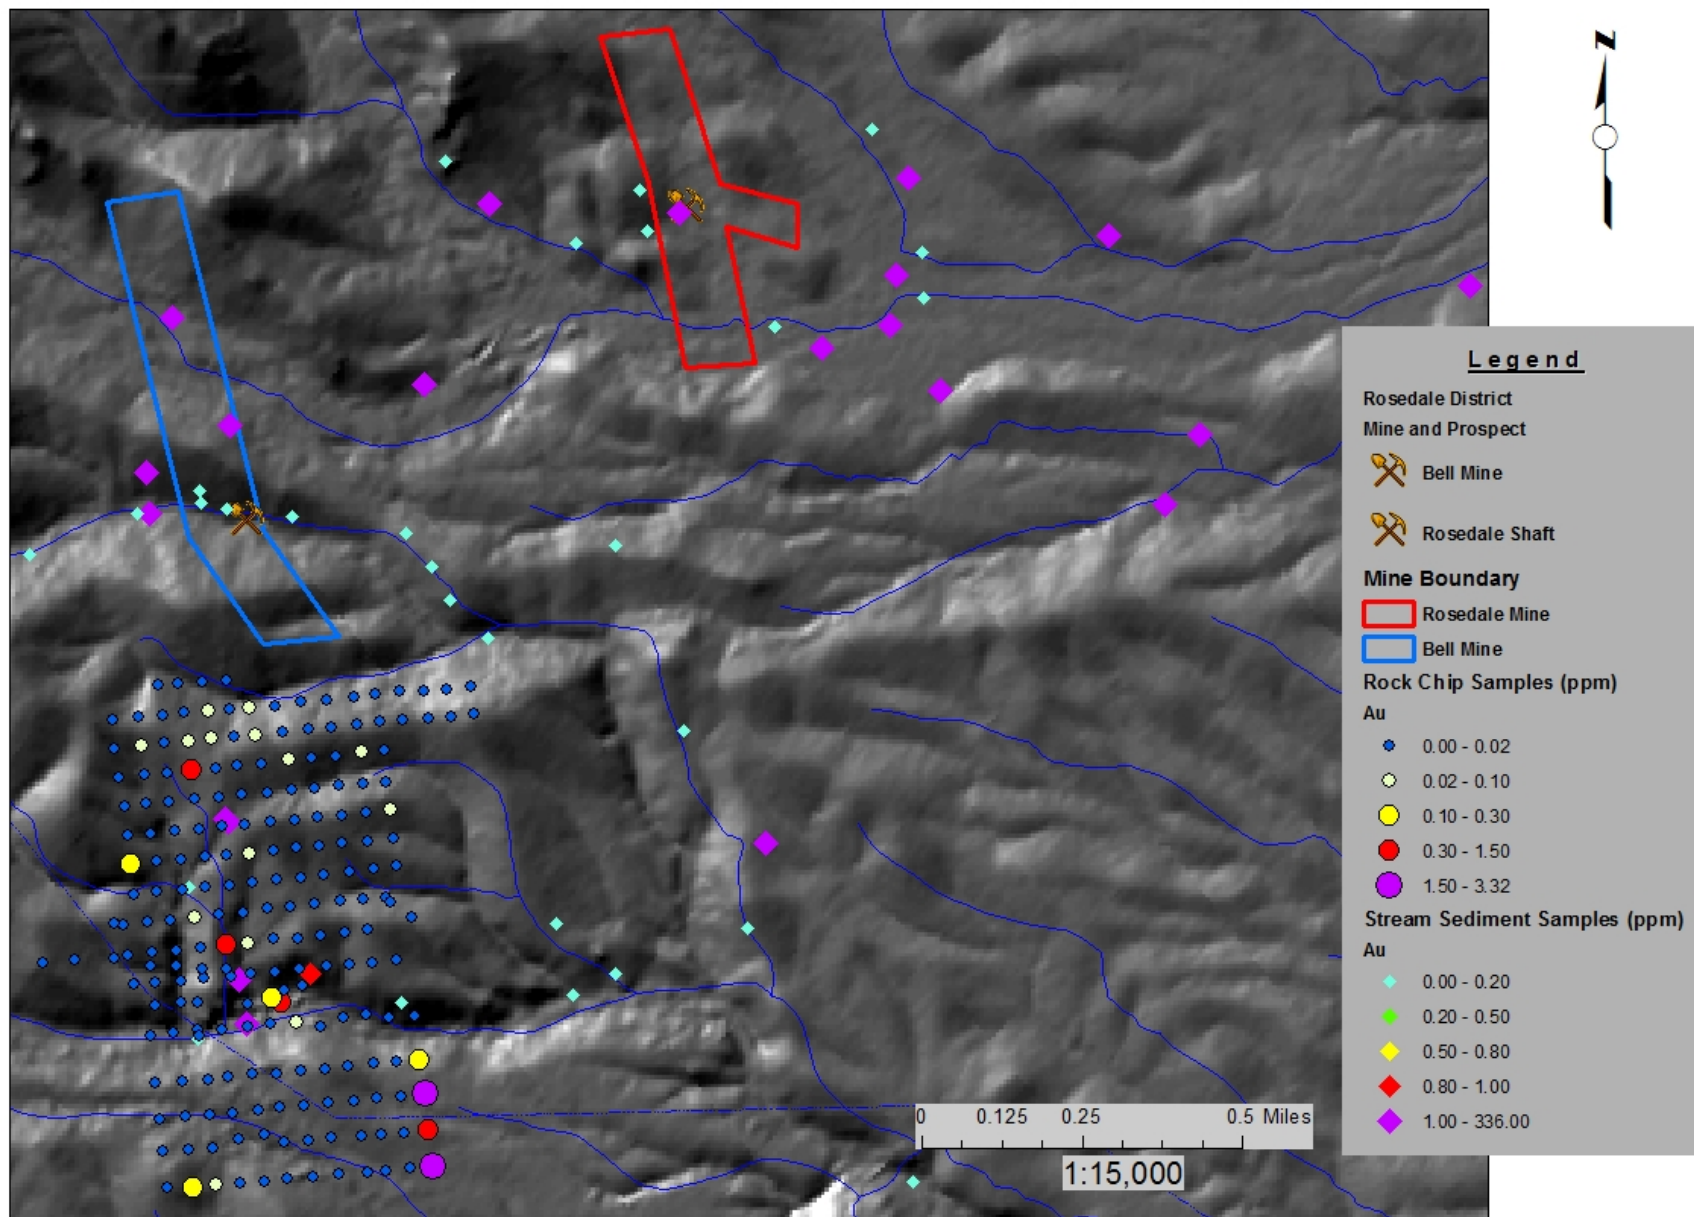 N
Legend
Rosedale District
Mine and Prospect
Bell Mine
Rosedale Shaft
Mine Boundary
Rosedale Mine
Bell Mine
Rock Chip Samples (ppm)
Au
0.00 - 0.02
0.02 - 0.10
0.10 - 0.30
0.30 - 1.50
1.50 - 3.32
Stream Sediment Samples (ppm)
Au
0.00 - 0.20
0.20 - 0.50
0.50 - 0.80
0.80 - 1.00
1.00 - 336.00
0 0.125 0.25 0.5 Miles
1:15,000